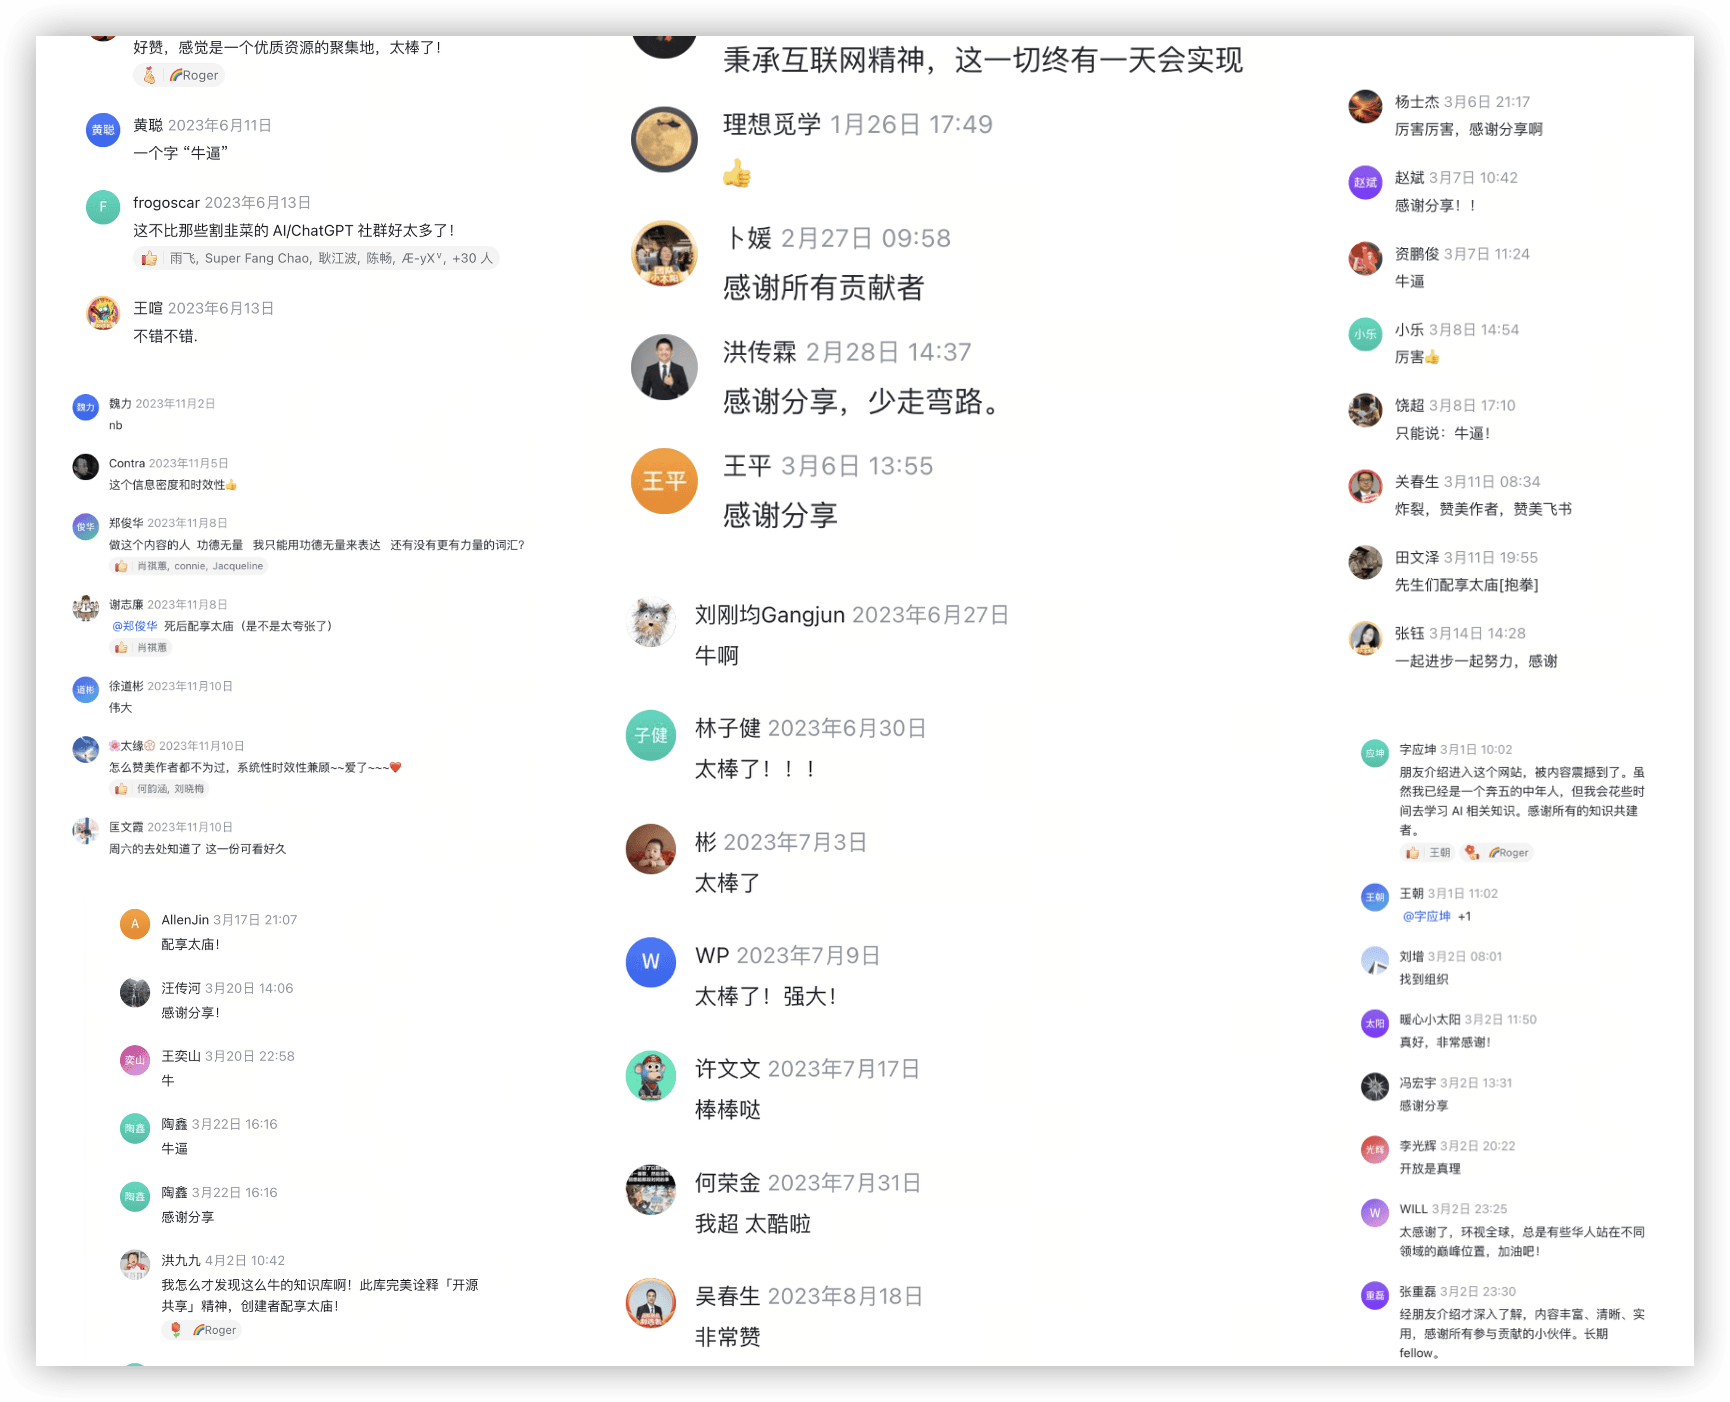 好赞，感觉是一个优质资源的聚集地，太棒了！
🌈Roger
黄聪
黄聪 2023年6月11日
一个字 “牛逼”
F
frogoscar 2023年6月13日
这不比那些割韭菜的 AI/ChatGPT 社群好太多了！
雨飞, Super Fang Chao, 耿江波, 陈畅, Æ-yXⱽ, +30 人
王喧 2023年6月13日
不错不错.
魏力
魏力 2023年11月2日
nb
Contra 2023年11月5日
这个信息密度和时效性👍
俊华
郑俊华 2023年11月8日
做这个内容的人 功德无量 我只能用功德无量来表达 还有没有更有力量的词汇？
肖祺蕙, connie, Jacqueline
谢志廉 2023年11月8日
@郑俊华 死后配享太庙（是不是太夸张了）
肖祺蕙
道彬
徐道彬 2023年11月10日
伟大
🌸太缘🏵 2023年11月10日
怎么赞美作者都不为过，系统性时效性兼顾~~爱了~~~❤️
何韵涵, 刘晓梅
匡文霞 2023年11月10日
周六的去处知道了 这一份可看好久
A
AllenJin 3月17日 21:07
配享太庙！
汪传河 3月20日 14:06
感谢分享！
奕山
王奕山 3月20日 22:58
牛
陶鑫
陶鑫 3月22日 16:16
牛逼
陶鑫
陶鑫 3月22日 16:16
感谢分享
洪九九 4月2日 10:42
我怎么才发现这么牛的知识库啊！此库完美诠释「开源
共享」精神，创建者配享太庙！
🌈Roger
秉承互联网精神，这一切终有一天会实现
理想觅学 1月26日 17:49
👍
卜媛 2月27日 09:58
感谢所有贡献者
洪传霖 2月28日 14:37
感谢分享，少走弯路。
王平
王平 3月6日 13:55
感谢分享
刘刚均Gangjun 2023年6月27日
牛啊
子健
林子健 2023年6月30日
太棒了！！！
彬 2023年7月3日
太棒了
W
WP 2023年7月9日
太棒了！强大！
许文文 2023年7月17日
棒棒哒
何荣金 2023年7月31日
我超 太酷啦
吴春生 2023年8月18日
非常赞
杨士杰 3月6日 21:17
厉害厉害，感谢分享啊
赵斌
赵斌 3月7日 10:42
感谢分享！！
资鹏俊 3月7日 11:24
牛逼
小乐
小乐 3月8日 14:54
厉害👍
饶超 3月8日 17:10
只能说：牛逼！
关春生 3月11日 08:34
炸裂，赞美作者，赞美飞书
田文泽 3月11日 19:55
先生们配享太庙[抱拳]
张钰 3月14日 14:28
一起进步一起努力，感谢
应坤
字应坤 3月1日 10:02
朋友介绍进入这个网站，被内容震撼到了。虽
然我已经是一个奔五的中年人，但我会花些时
间去学习 AI 相关知识。感谢所有的知识共建
者。
王朝
🌈Roger
王朝
王朝 3月1日 11:02
@字应坤 +1
刘增 3月2日 08:01
找到组织
太阳
暖心小太阳 3月2日 11:50
真好，非常感谢！
冯宏宇 3月2日 13:31
感谢分享
光辉
李光辉 3月2日 20:22
开放是真理
W
WILL 3月2日 23:25
太感谢了，环视全球，总是有些华人站在不同
领域的巅峰位置，加油吧！
重磊
张重磊 3月2日 23:30
经朋友介绍才深入了解，内容丰富、清晰、实
用，感谢所有参与贡献的小伙伴。长期
fellow。